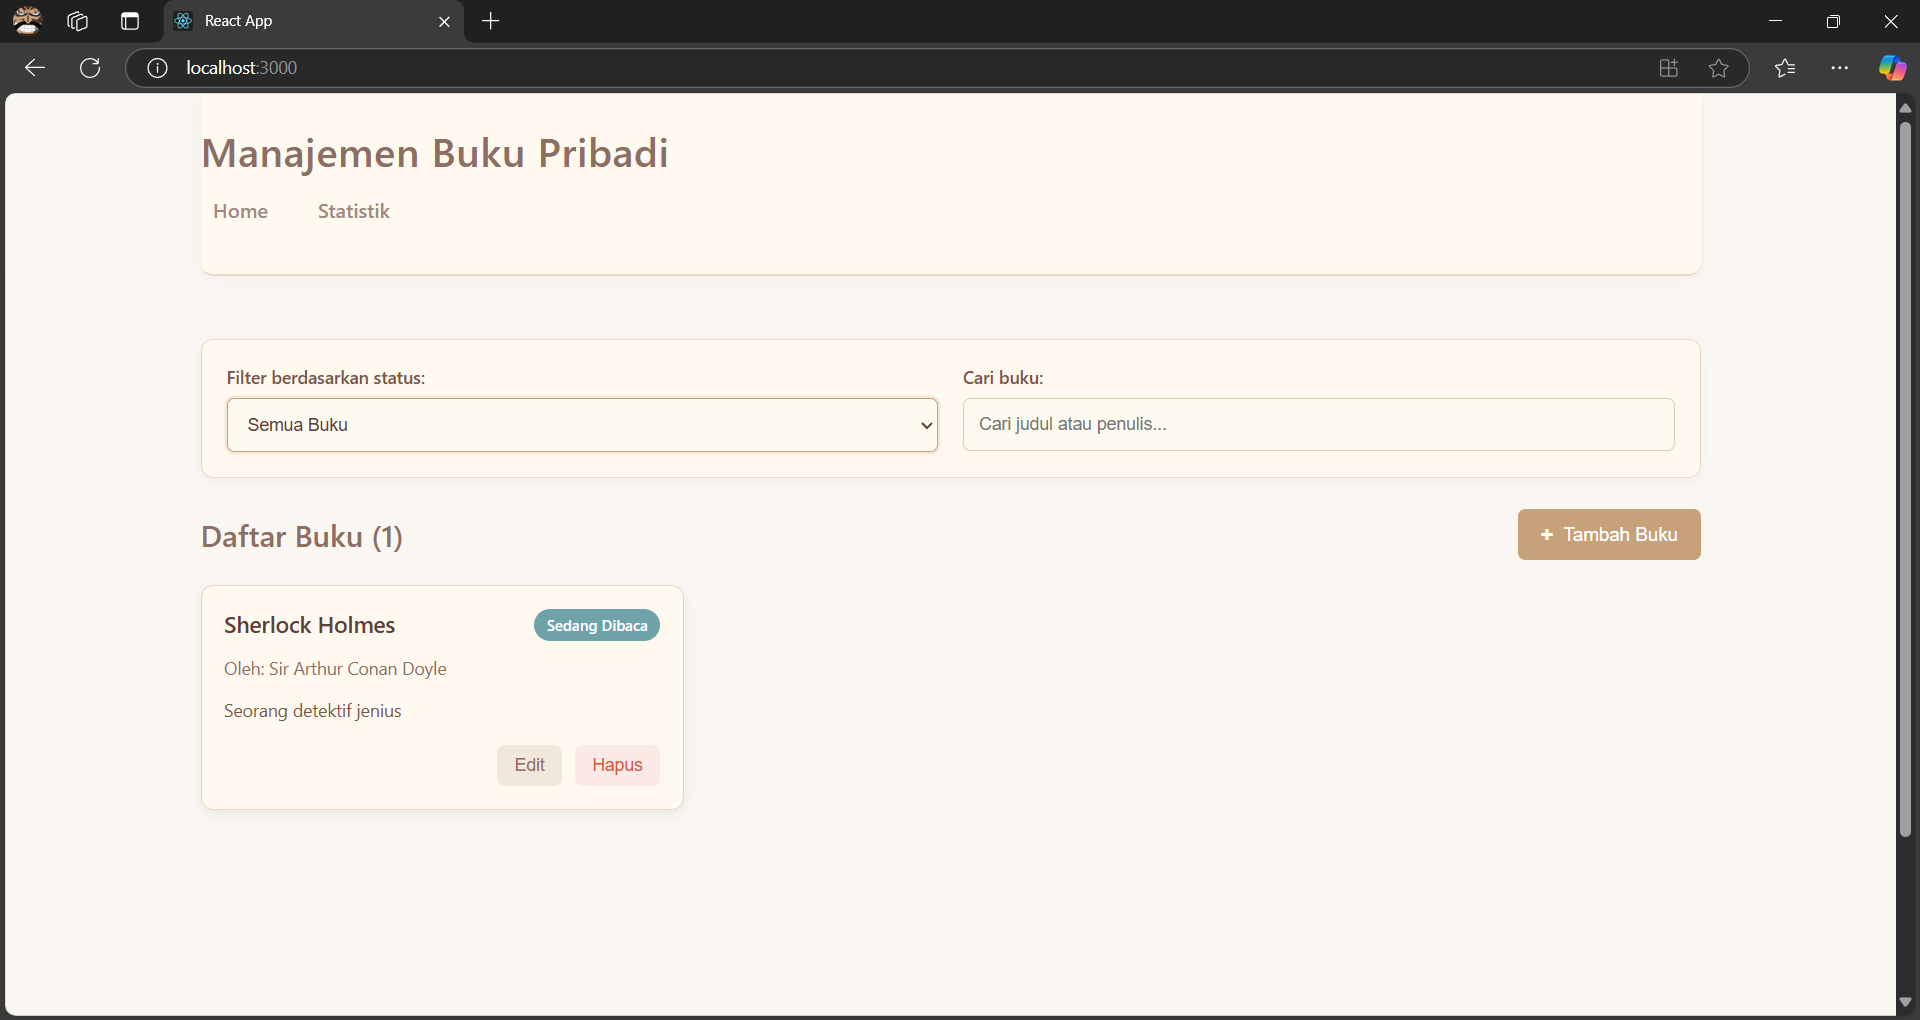 React App
localhost:3000
Manajemen Buku Pribadi
Home Statistik
Filter berdasarkan status: Cari buku:
Semua Buku Cari judul atau penulis...
Daftar Buku (1) + Tambah Buku
Sherlock Holmes Sedang Dibaca
Oleh: Sir Arthur Conan Doyle
Seorang detektif jenius
Edit Hapus